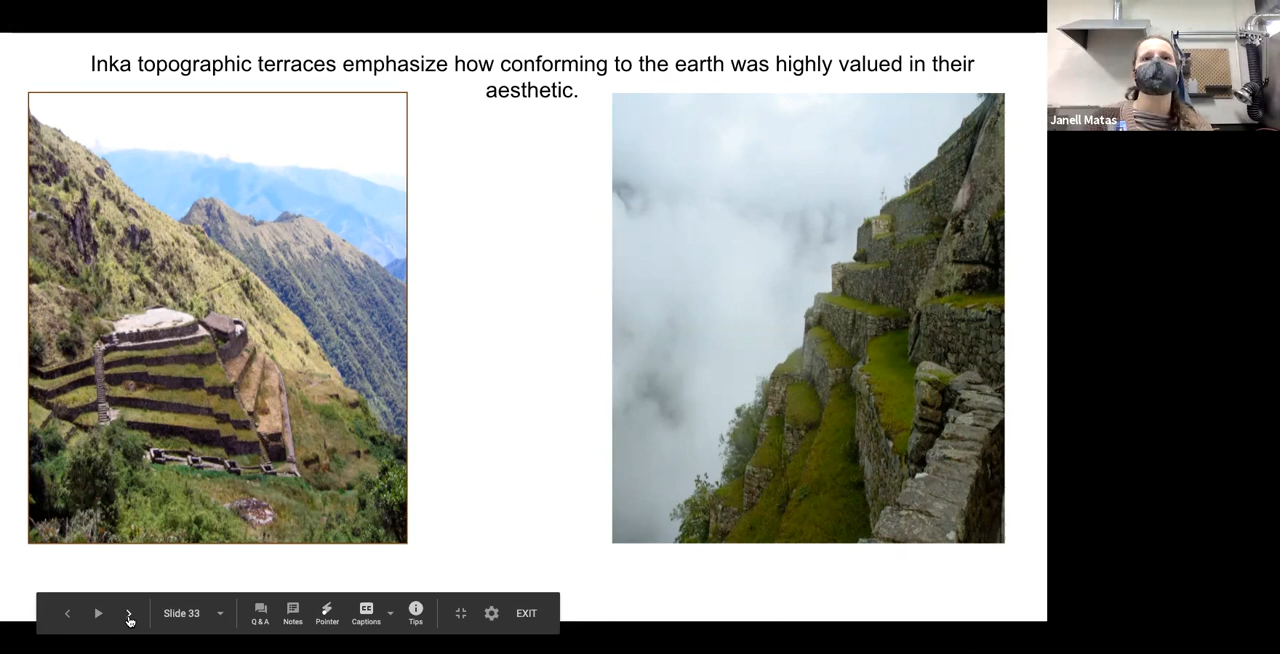 Inka topographic terraces emphasize how conforming to the earth was highly valued in their
aesthetic.
Janell Matas
Slide 33
Q & A
Notes
Pointer
Captions
Tips
EXIT